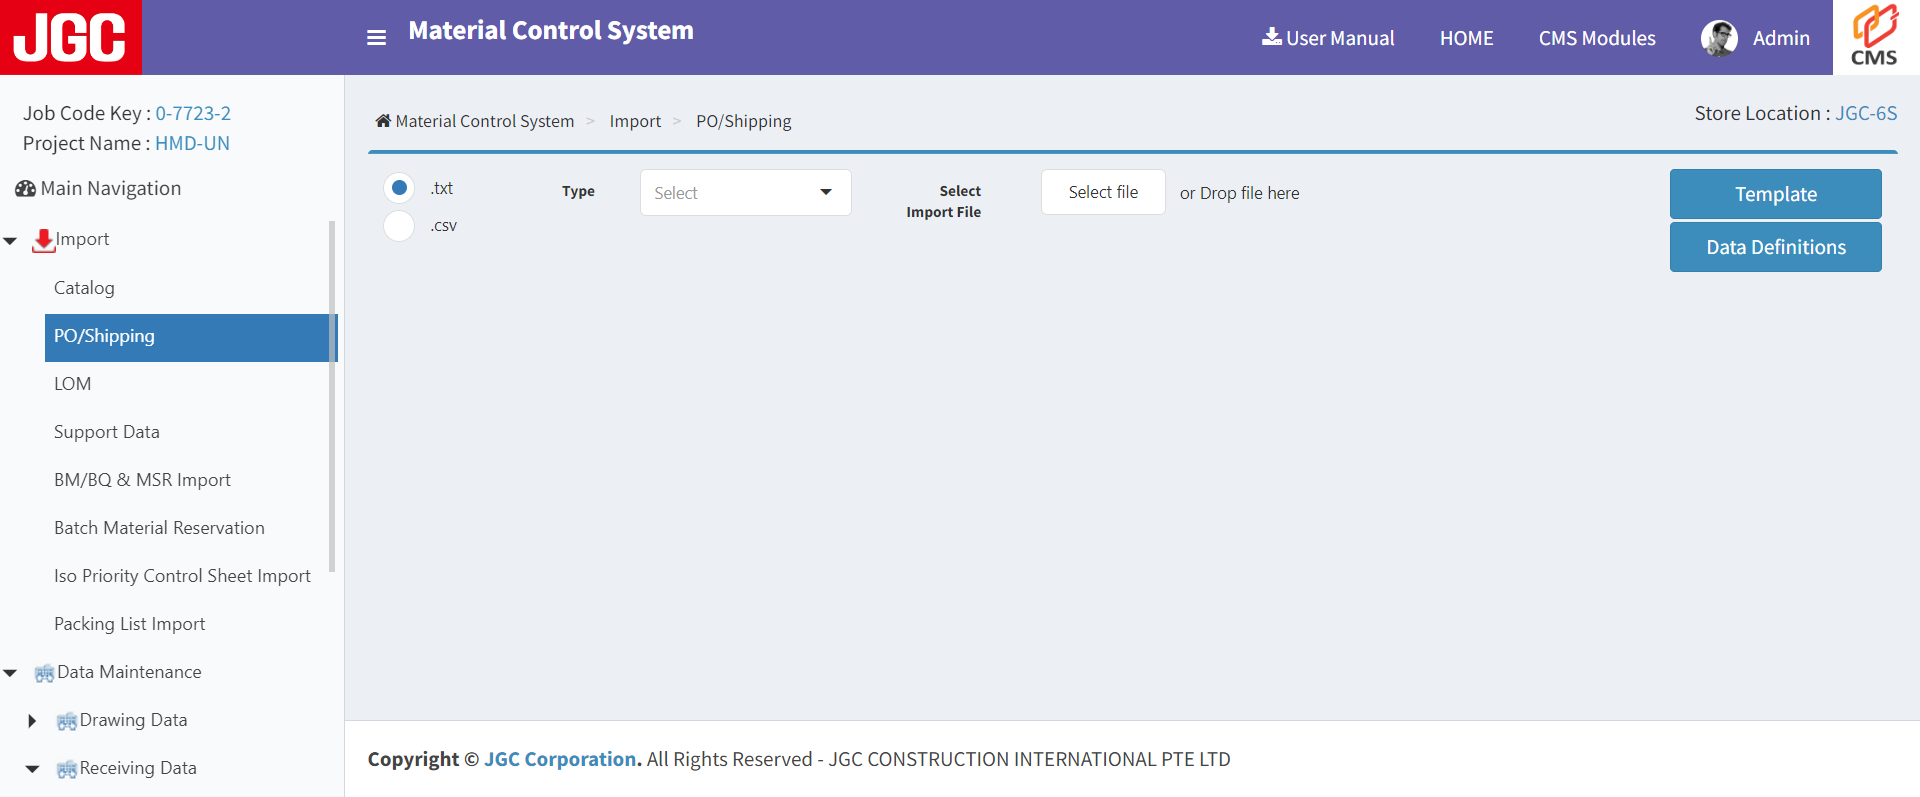 JGC
Material Control System
User Manual
HOME
CMS Modules
Admin
CMS
Job Code Key : 0-7723-2
Project Name : HMD-UN
Main Navigation
Import
Catalog
PO/Shipping
LOM
Support Data
BM/BQ & MSR Import
Batch Material Reservation
Iso Priority Control Sheet Import
Packing List Import
Data Maintenance
Drawing Data
Receiving Data
Material Control System > Import > PO/Shipping
Store Location : JGC-6S
.txt
.csv
Type
Select
Select
Import File
Select file
or Drop file here
Template
Data Definitions
Copyright © JGC Corporation. All Rights Reserved - JGC CONSTRUCTION INTERNATIONAL PTE LTD